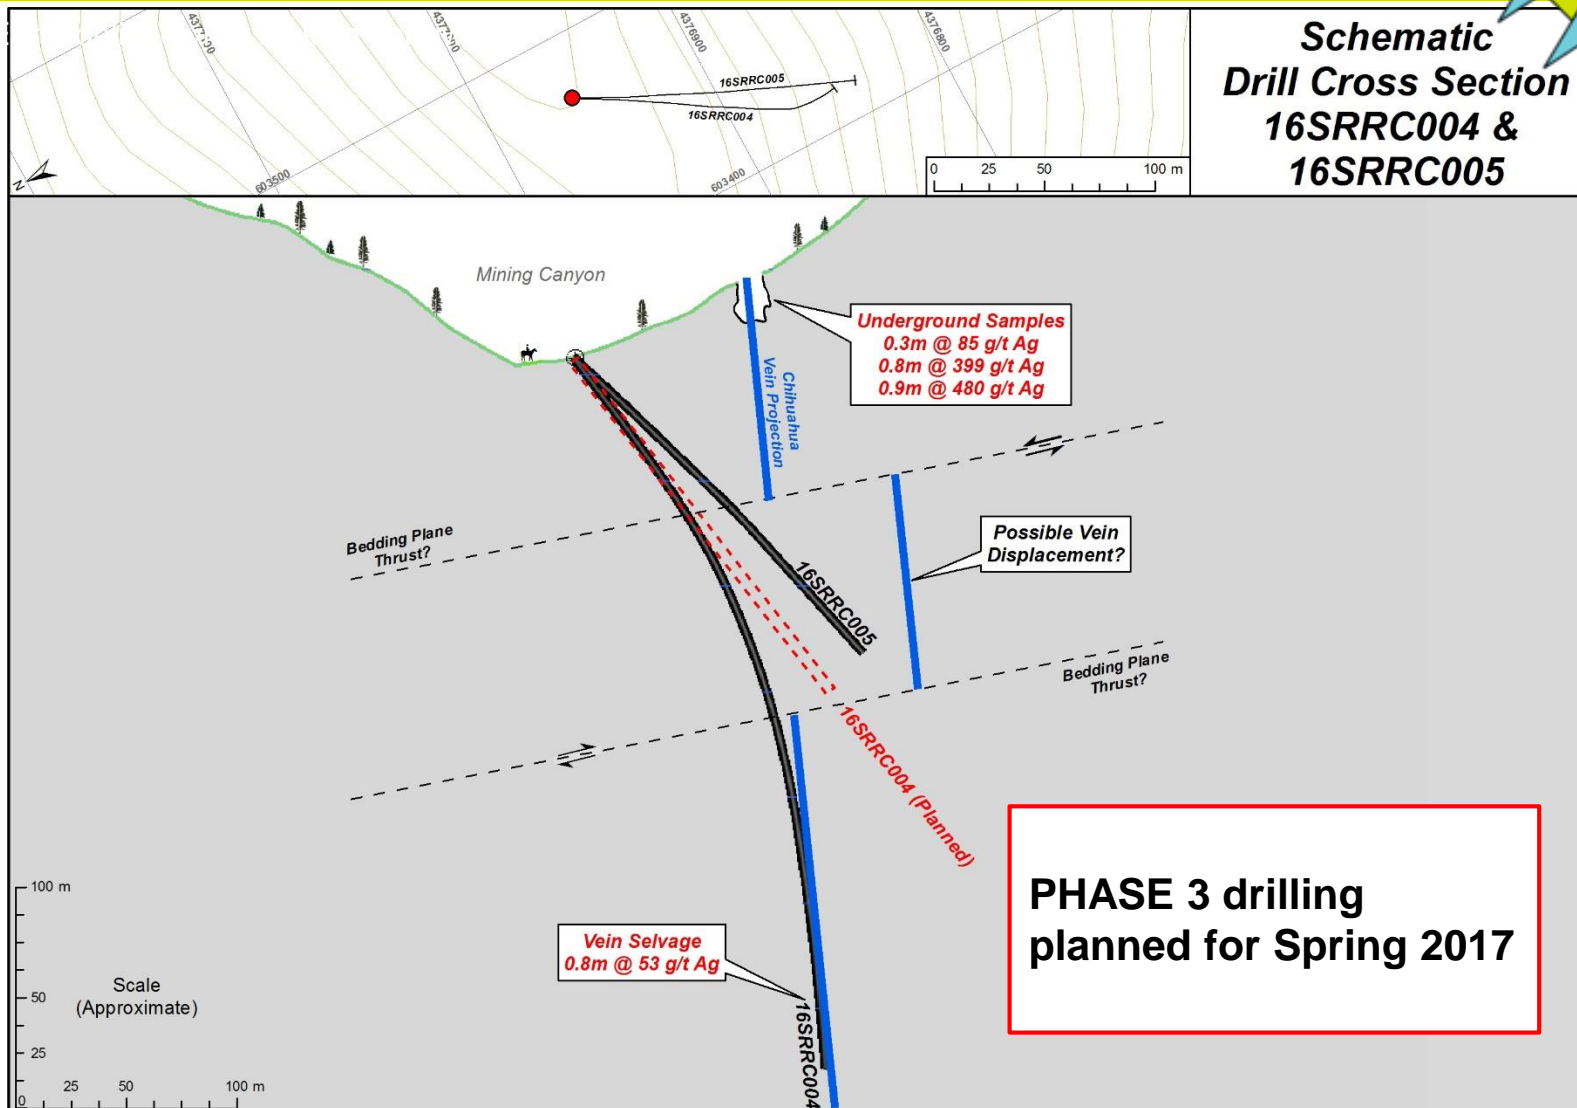 Schematic
Drill Cross Section
16SRRC004 &
16SRRC005
4376900
4376800
16SRRC005
16SRRC004
N
603500
603400
0 25 50 100 m
Mining Canyon
Underground Samples
0.3m @ 85 g/t Ag
0.8m @ 399 g/t Ag
0.9m @ 480 g/t Ag
Chihuahua
Vein Projection
Bedding Plane
Thrust?
Possible Vein
Displacement?
16SRRC005
Bedding Plane
Thrust?
16SRRC004 (Planned)
PHASE 3 drilling
planned for Spring 2017
Vein Selvage
0.8m @ 53 g/t Ag
16SRRC004
100 m
50
25
0
Scale
(Approximate)
25 50 100 m